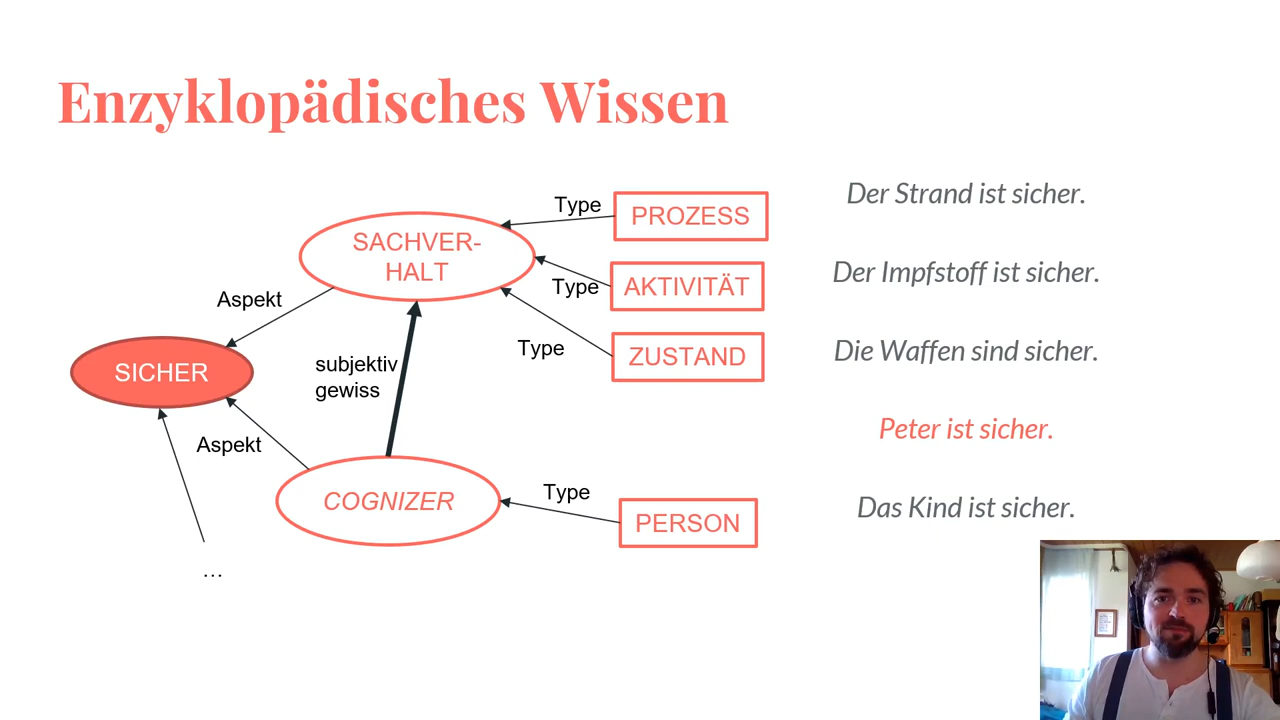 Enzyklopädisches Wissen
Type
PROZESS
SACHVER-
HALT
Type
AKTIVITÄT
Aspekt
Type
ZUSTAND
SICHER
subjektiv
gewiss
Aspekt
COGNIZER
Type
PERSON
...
Der Strand ist sicher.
Der Impfstoff ist sicher.
Die Waffen sind sicher.
Peter ist sicher.
Das Kind ist sicher.